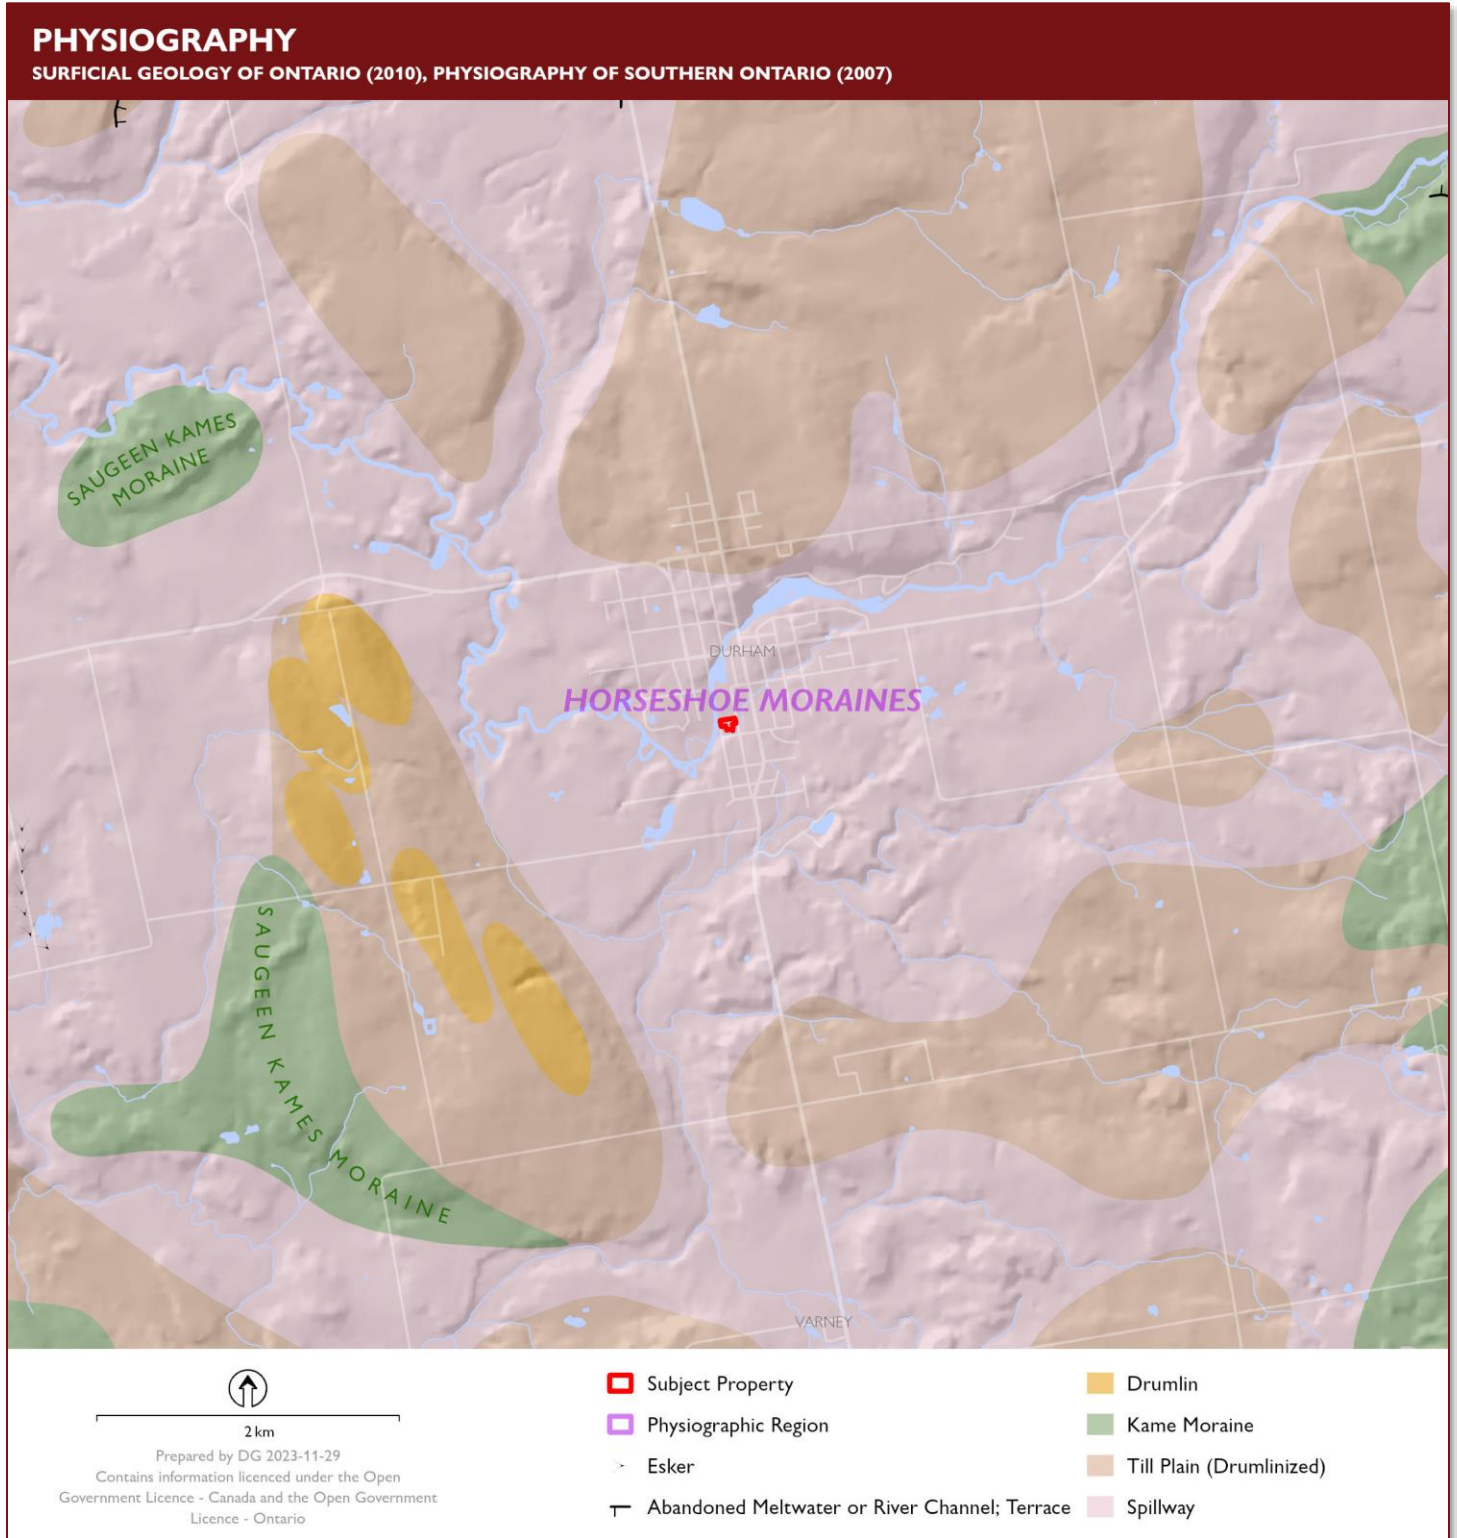 PHYSIOGRAPHY
SURFICIAL GEOLOGY OF ONTARIO (2010), PHYSIOGRAPHY OF SOUTHERN ONTARIO (2007)
SAUGEEN KAMES
MORAINE
DURHAM
HORSESHOE MORAINES
SAUGEEN KAMES MORAINE
VARNEY
2 km
Prepared by DG 2023-11-29
Contains information licenced under the Open
Government Licence - Canada and the Open Government
Licence - Ontario
Subject Property
Physiographic Region
Esker
Abandoned Meltwater or River Channel; Terrace
Drumlin
Kame Moraine
Till Plain (Drumlinized)
Spillway